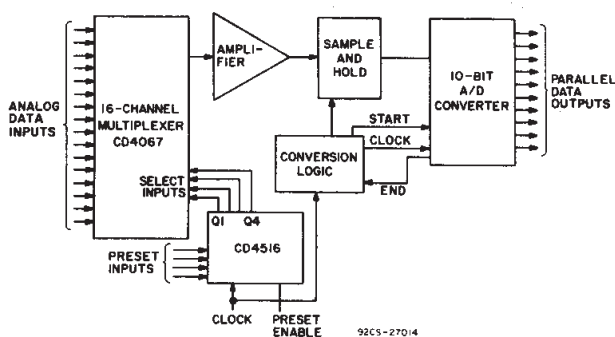 ANALOG
DATA
INPUTS
16-CHANNEL
MULTIPLEXER
CD4067
SELECT
INPUTS
AMPLI-
FIER
SAMPLE
AND
HOLD
10-BIT
A/D
CONVERTER
PARALLEL
DATA
OUTPUTS
START
CLOCK
END
CONVERSION
LOGIC
Q1 Q4
CD4516
PRESET
INPUTS
CLOCK
PRESET
ENABLE
92CS-27014